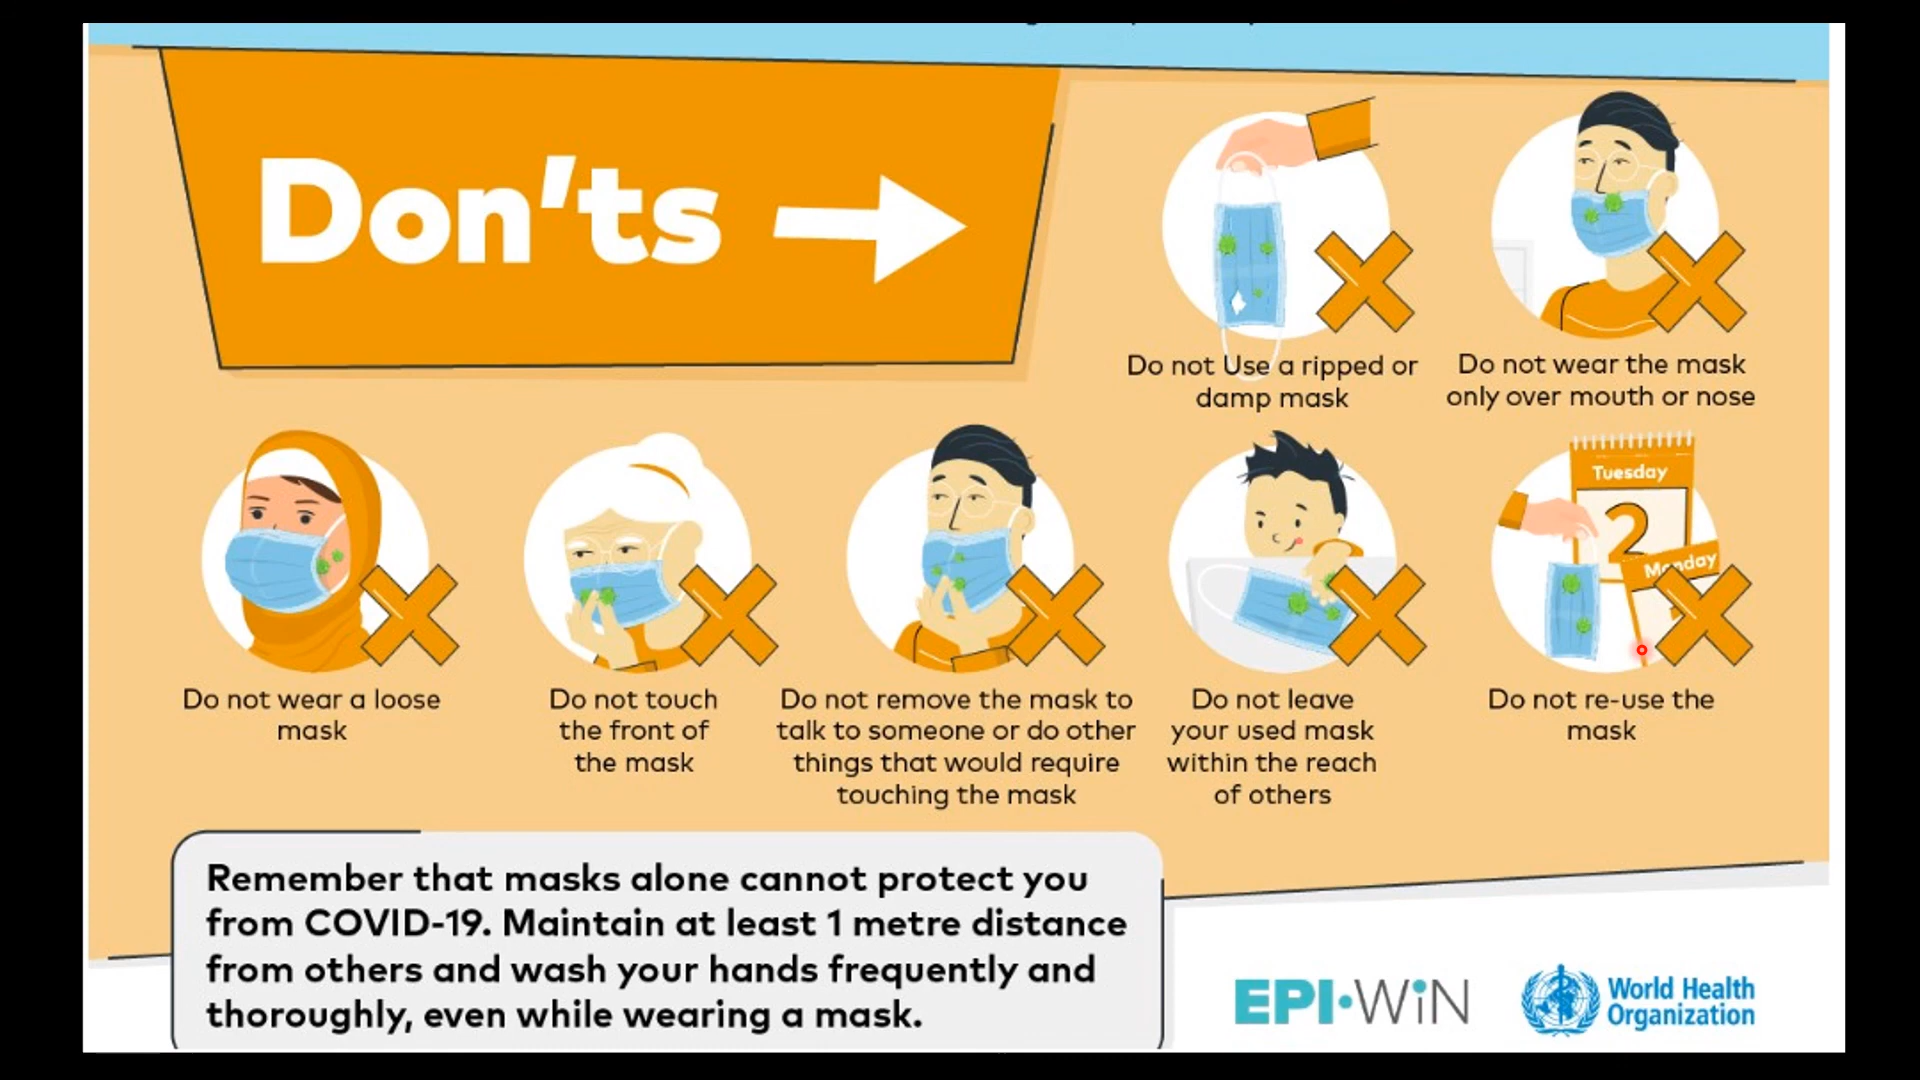 Don'ts
Do not Use a ripped or
damp mask
Do not wear the mask
only over mouth or nose
Do not wear a loose
mask
Do not touch
the front of
the mask
Do not remove the mask to
talk to someone or do other
things that would require
touching the mask
Do not leave
your used mask
within the reach
of others
Tuesday
2
Monday
Do not re-use the
mask
Remember that masks alone cannot protect you
from COVID-19. Maintain at least 1 metre distance
from others and wash your hands frequently and
thoroughly, even while wearing a mask.
EPI•WiN
World Health
Organization